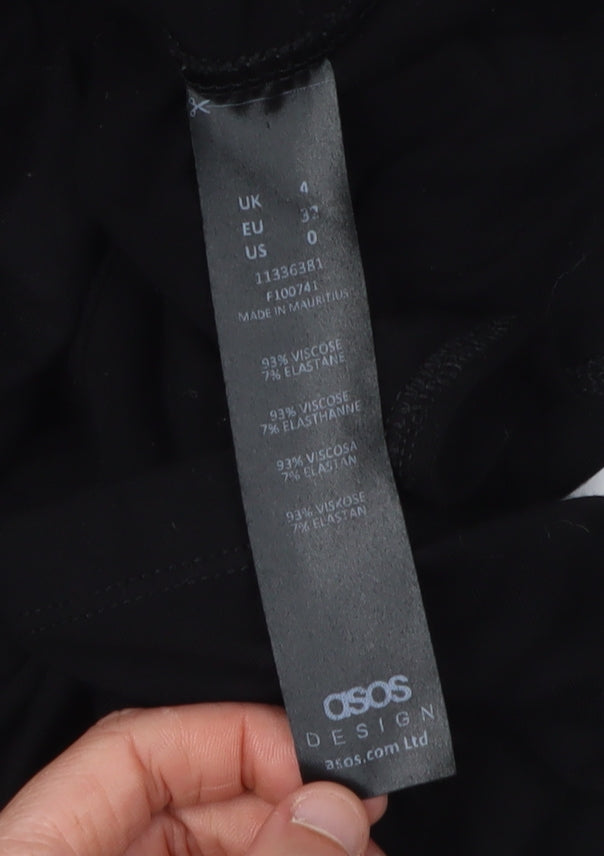 UK 4
EU 32
US 0
11336381
F100741
MADE IN MAURITIUS
93% VISCOSE
7% ELASTANE
93% VISCOSE
7% ELASTHANNE
93% VISCOSA
7% ELASTAN
93% VISKOSE
7% ELASTAN
asos
DESIGN
asos.com Ltd